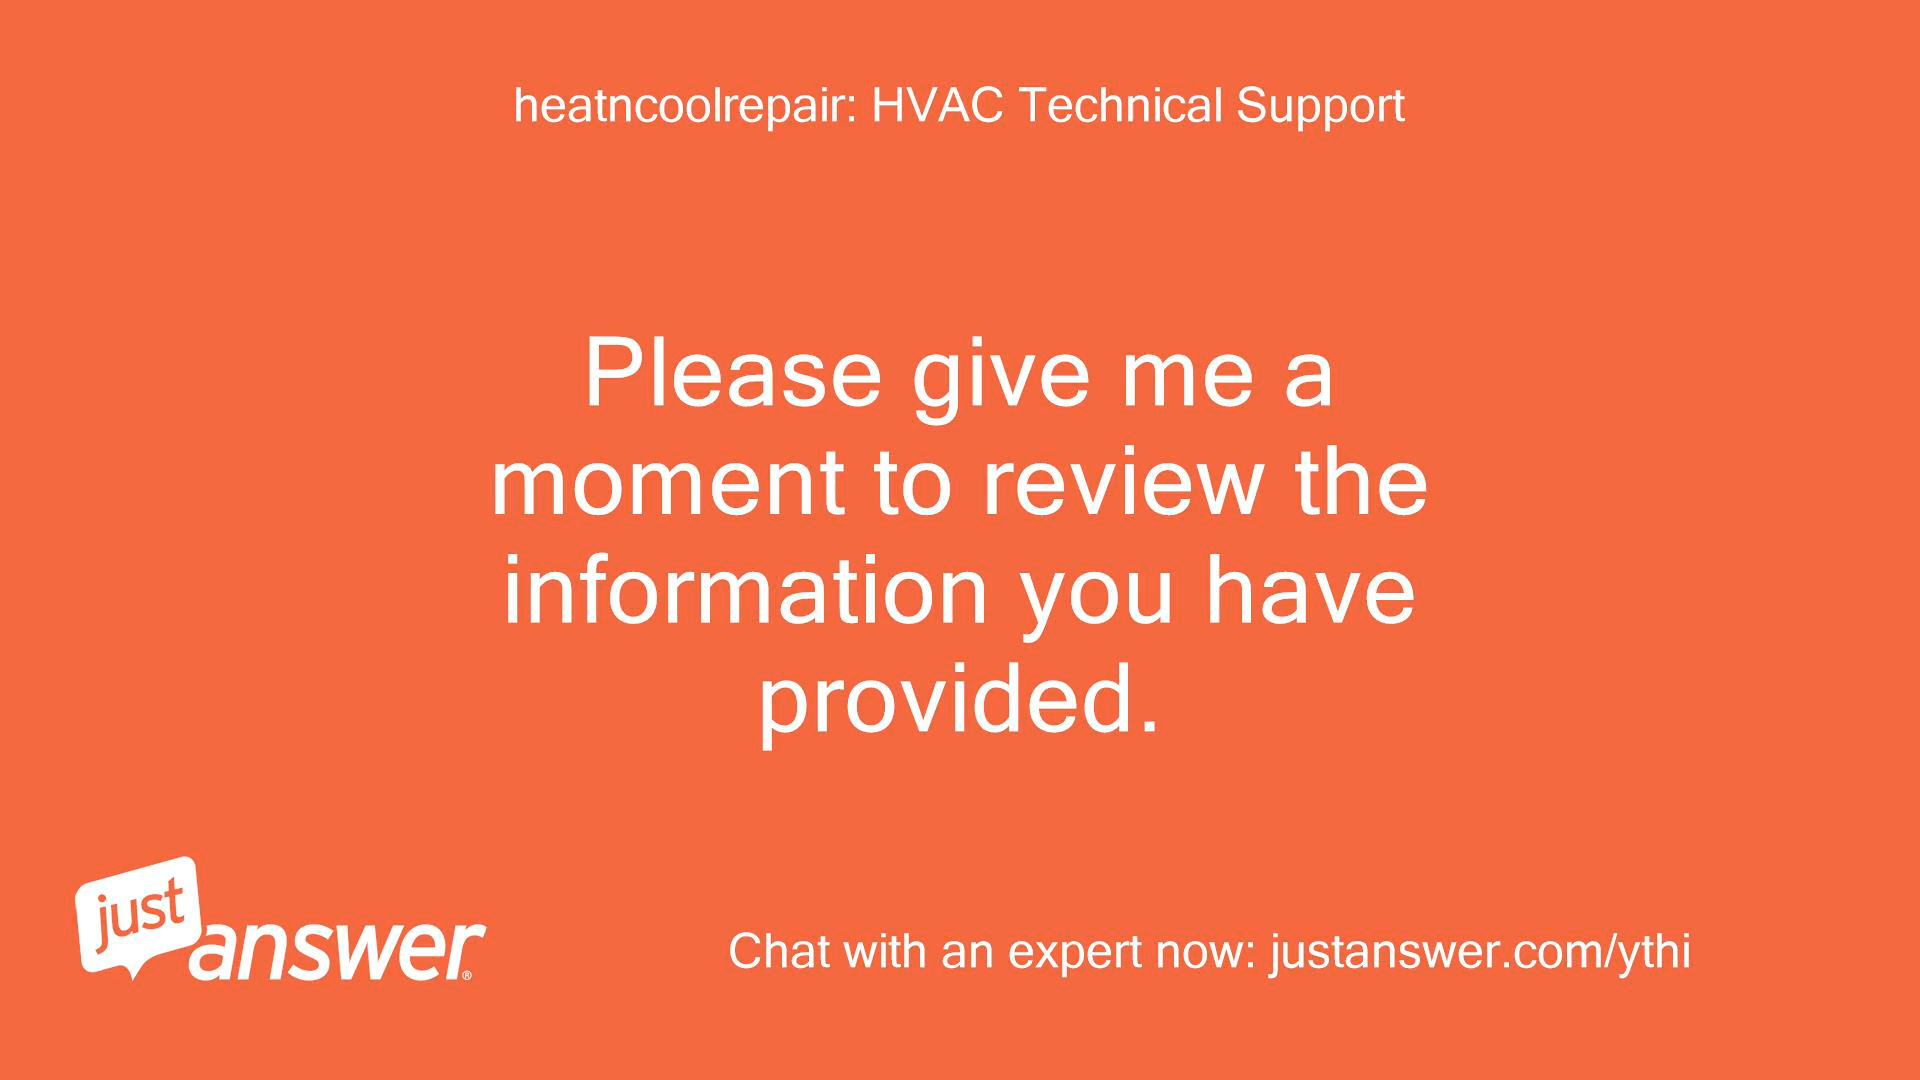 heatncoolrepair: HVAC Technical Support
Please give me a
moment to review the
information you have
provided.
just
answer®
Chat with an expert now: justanswer.com/ythi